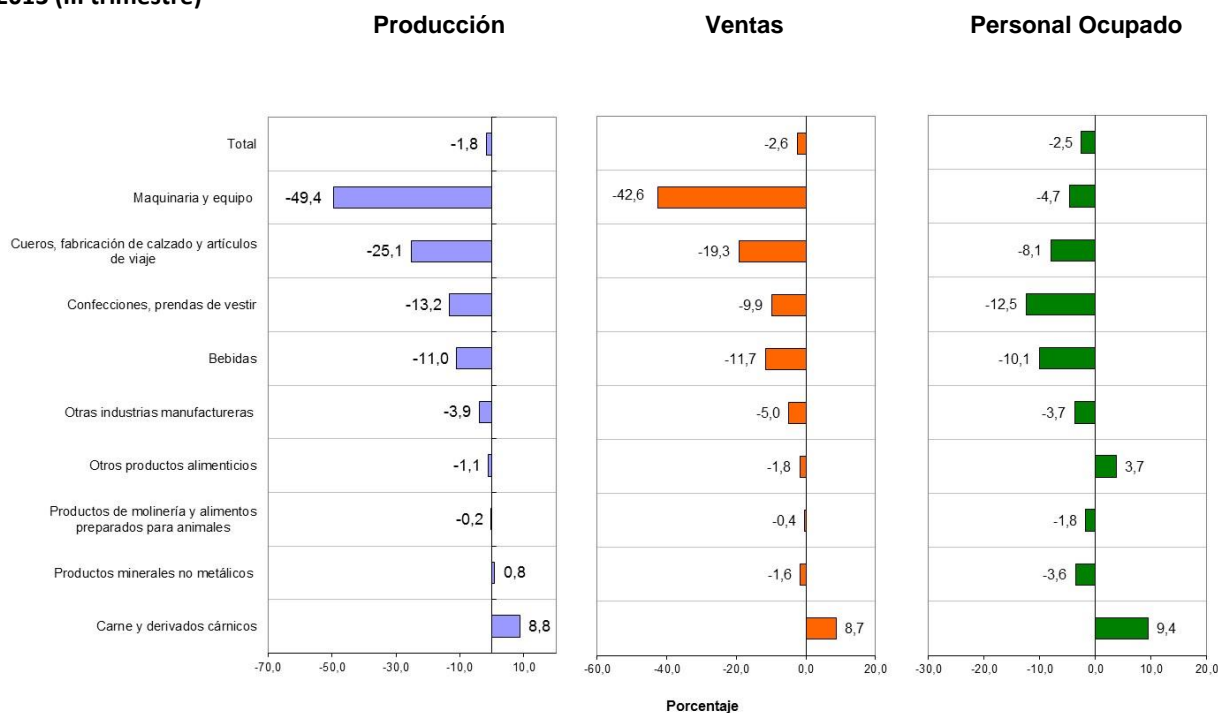 2013 (III trimestre)
Producción Ventas Personal Ocupado
Total -1,8 -2,6 -2,5
Maquinaria y equipo -49,4 -42,6 -4,7
Cueros, fabricación de calzado y artículos
de viaje -25,1 -19,3 -8,1
Confecciones, prendas de vestir -13,2 -9,9 -12,5
Bebidas -11,0 -11,7 -10,1
Otras industrias manufactureras -3,9 -5,0 -3,7
Otros productos alimenticios -1,1 -1,8 3,7
Productos de molinería y alimentos
preparados para animales -0,2 -0,4 -1,8
Productos minerales no metálicos 0,8 -1,6 -3,6
Carne y derivados cárnicos 8,8 8,7 9,4
-70,0 -50,0 -30,0 -10,0 10,0 -60,0 -40,0 -20,0 0,0 20,0 -30,0 -20,0 -10,0 0,0 10,0 20,0
Porcentaje